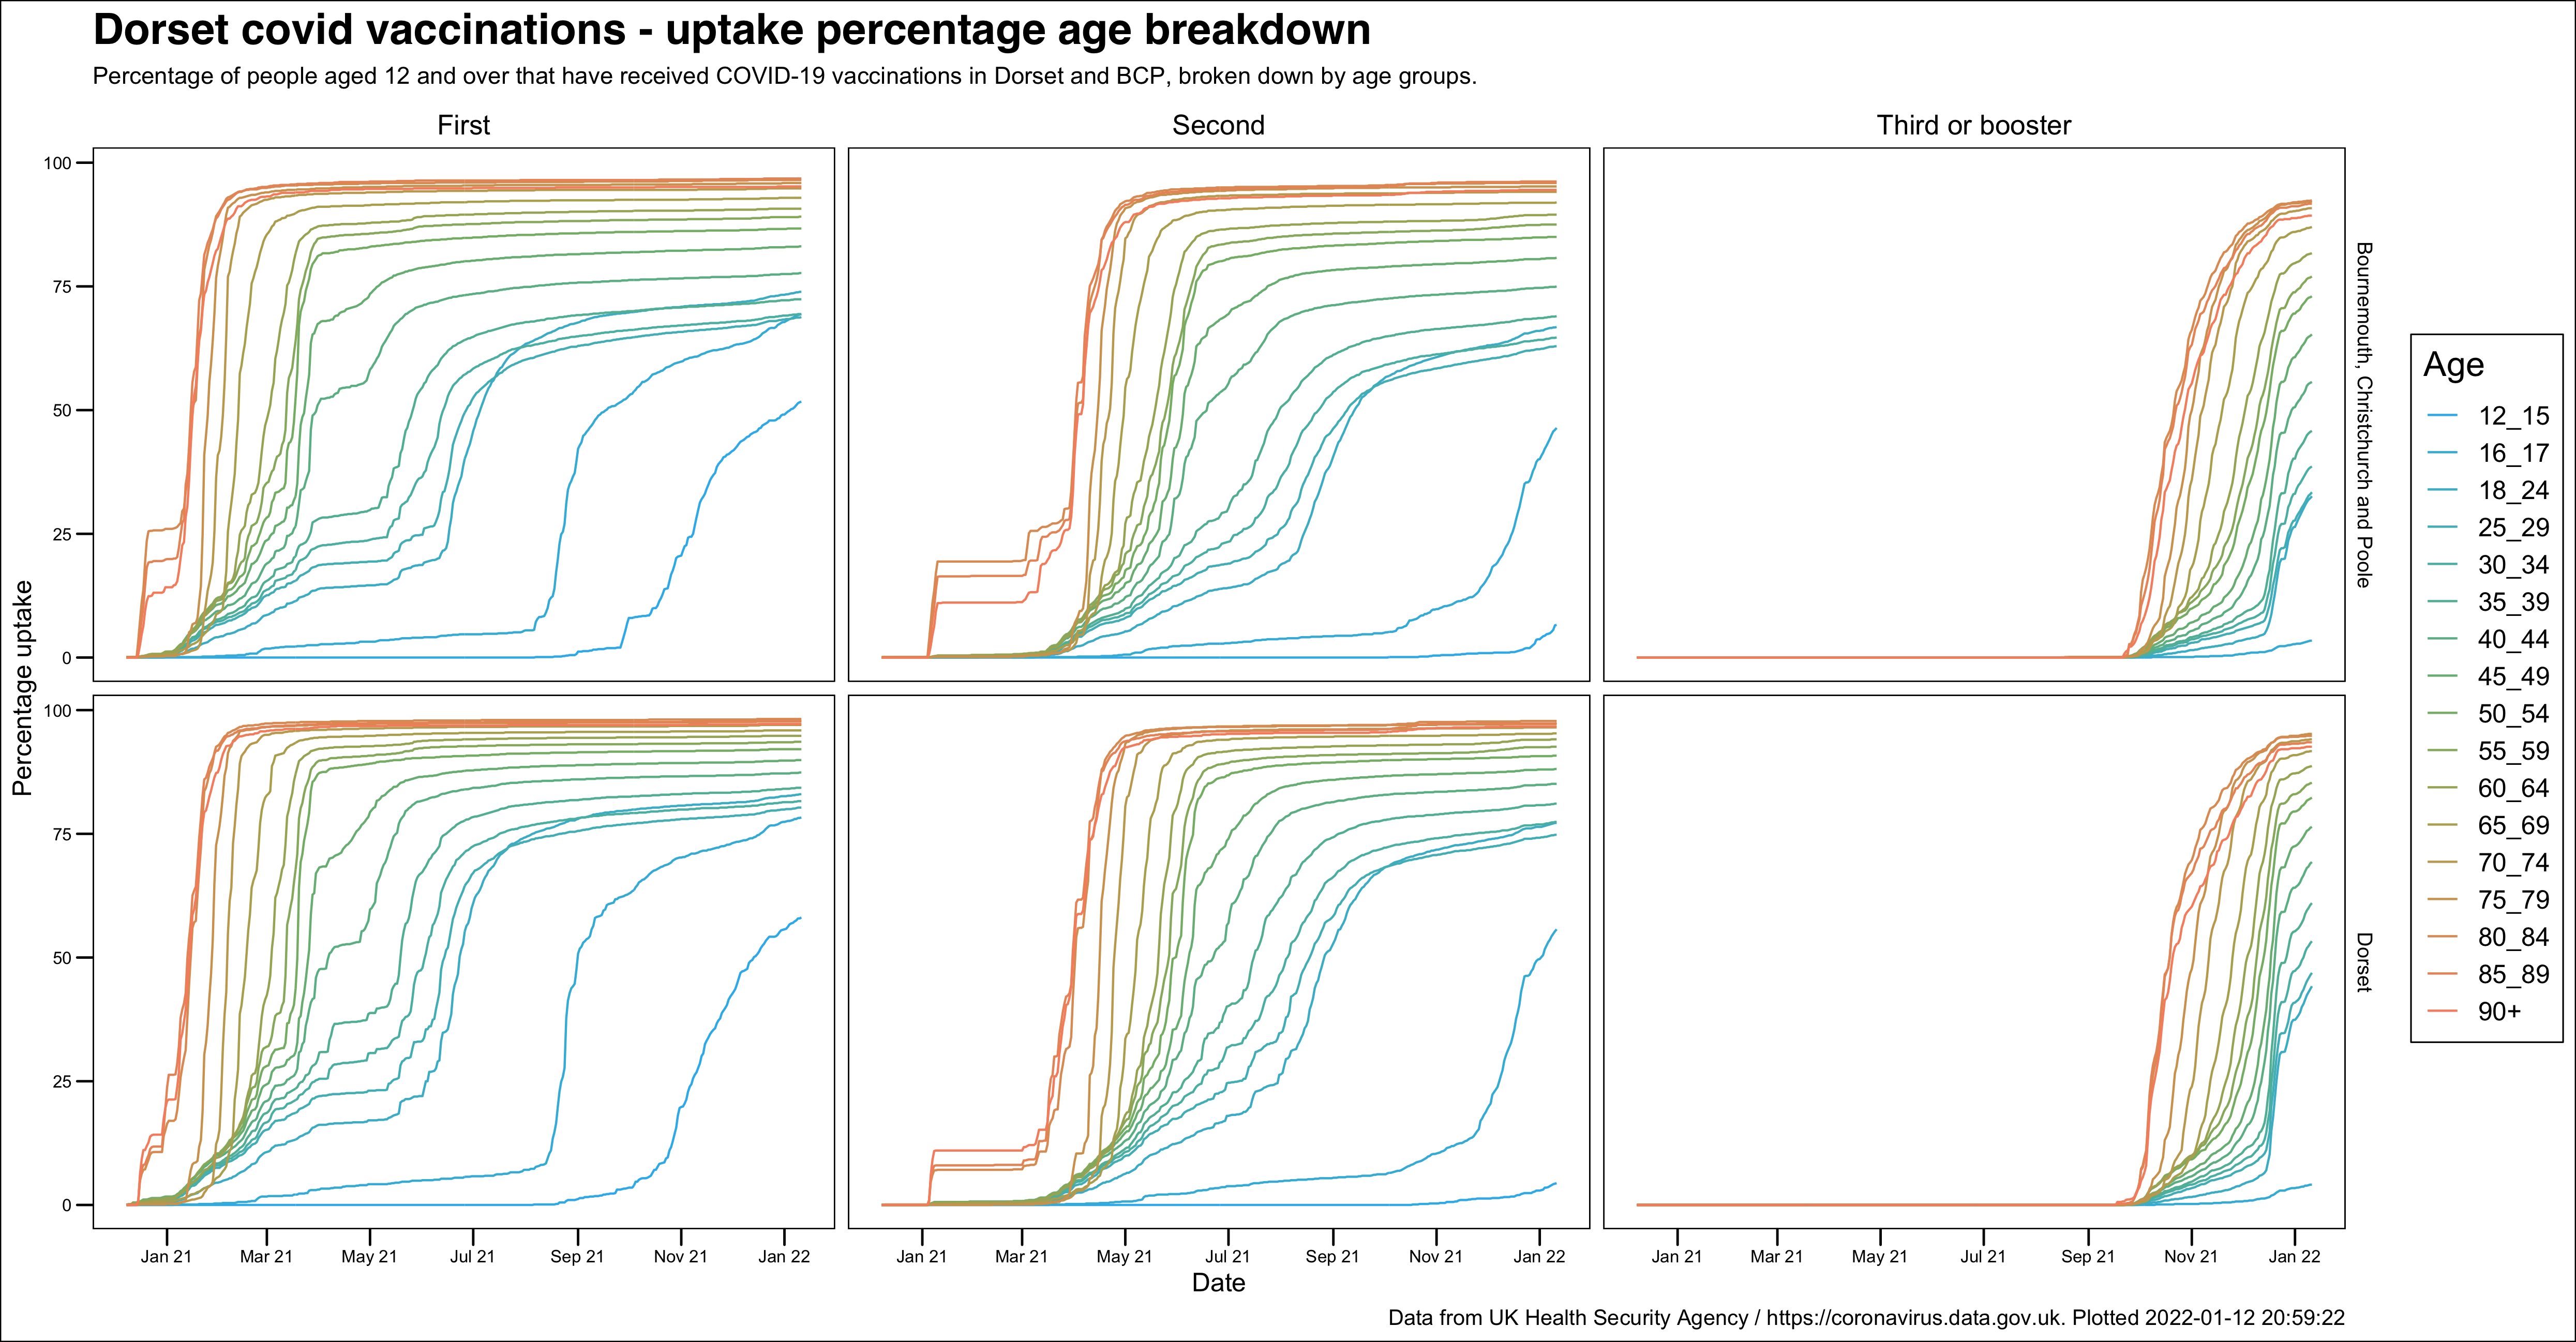 Dorset covid vaccinations - uptake percentage age breakdown
Percentage of people aged 12 and over that have received COVID-19 vaccinations in Dorset and BCP, broken down by age groups.
First
Second
Third or booster
100
75
50
25
0
Bournemouth, Christchurch and Poole
100
75
50
25
0
Dorset
Percentage uptake
Jan 21
Mar 21
May 21
Jul 21
Sep 21
Nov 21
Jan 22
Jan 21
Mar 21
May 21
Jul 21
Sep 21
Nov 21
Jan 22
Jan 21
Mar 21
May 21
Jul 21
Sep 21
Nov 21
Jan 22
Date
Age
12_15
16_17
18_24
25_29
30_34
35_39
40_44
45_49
50_54
55_59
60_64
65_69
70_74
75_79
80_84
85_89
90+
Data from UK Health Security Agency / https://coronavirus.data.gov.uk. Plotted 2022-01-12 20:59:22